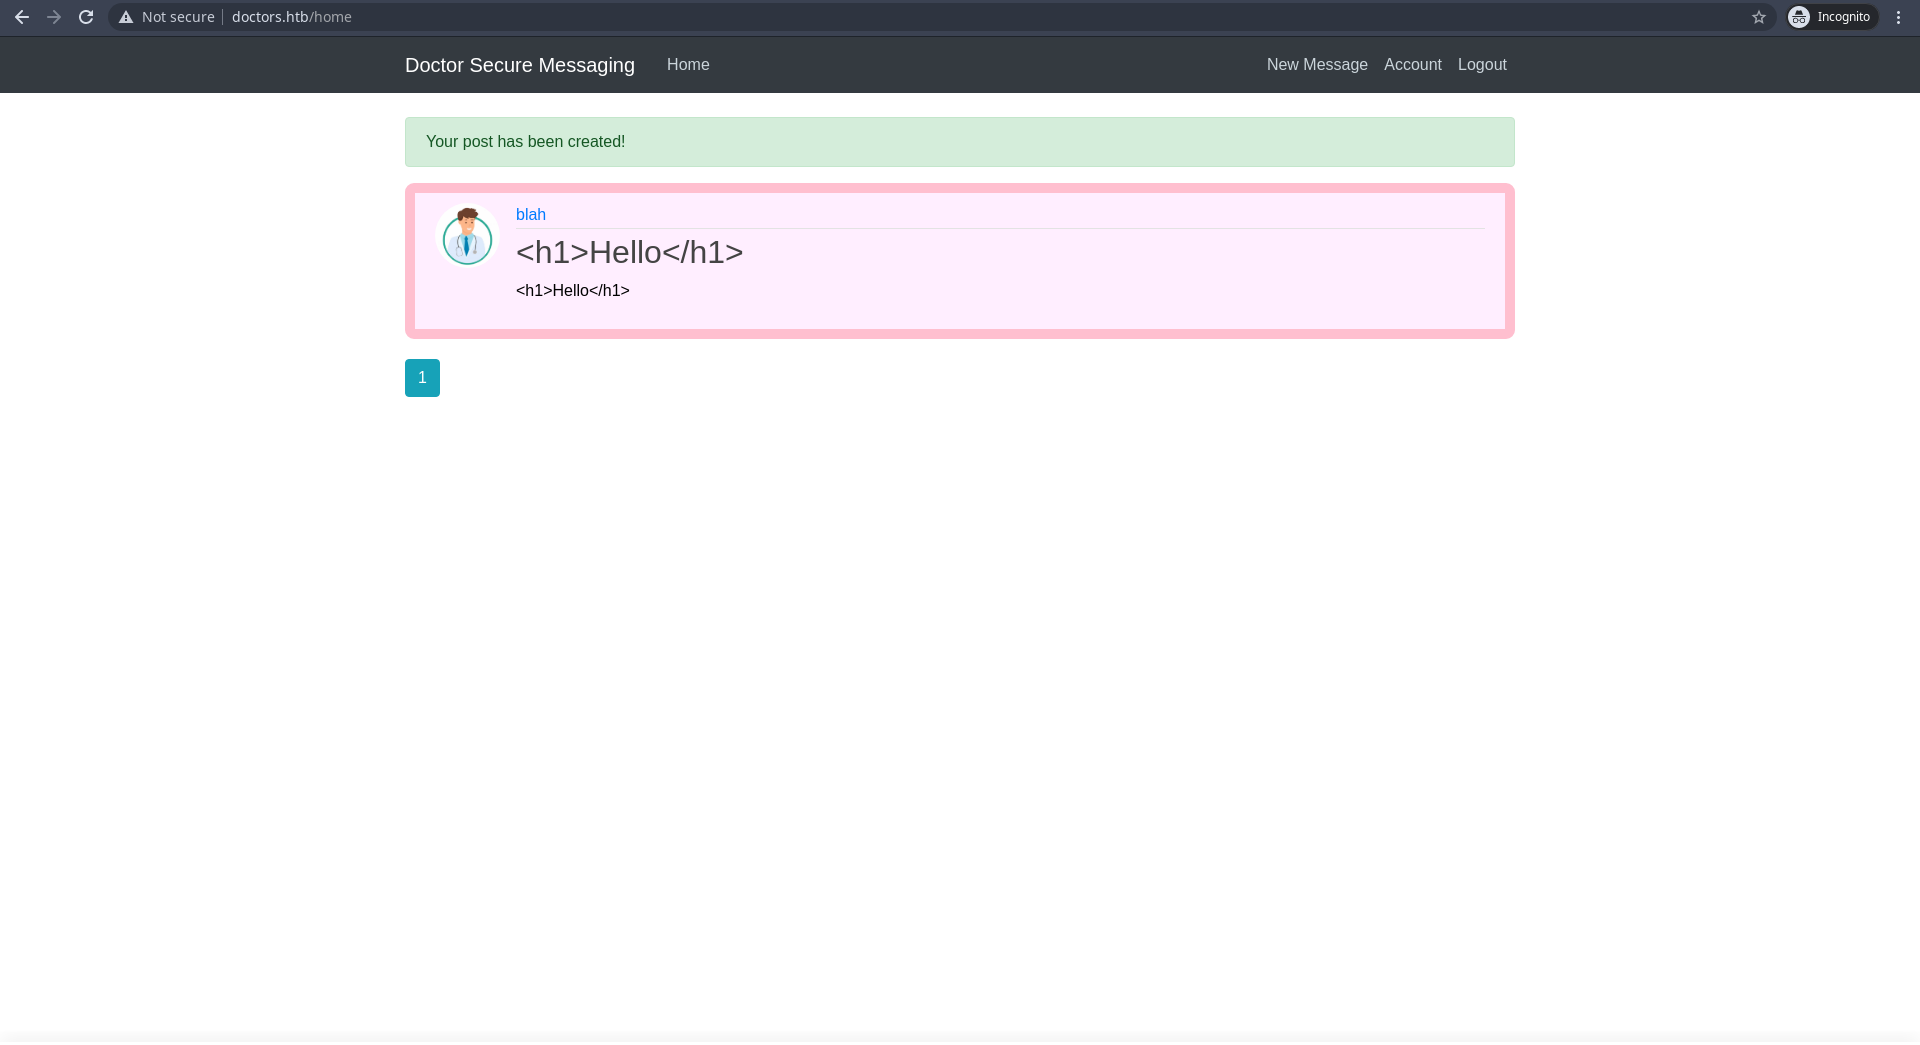 Not secure doctors.htb/home Incognito
Doctor Secure Messaging Home New Message Account Logout
Your post has been created!
blah
<h1>Hello</h1>
<h1>Hello</h1>
1